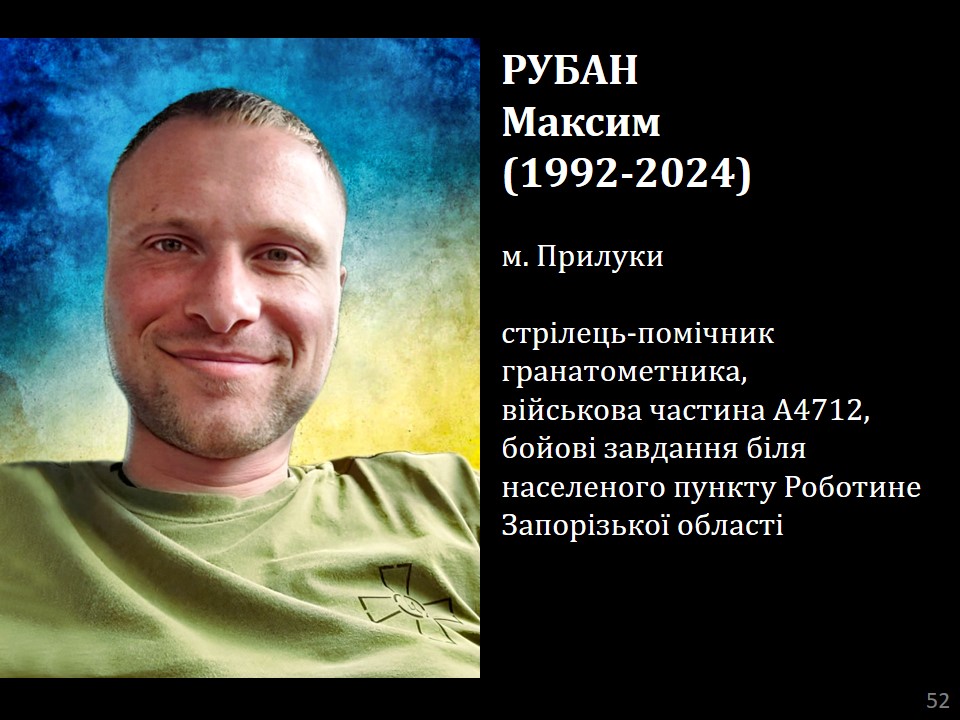 РУБАН
Максим
(1992-2024)
м. Прилуки
стрілець-помічник
гранатометника,
військова частина А4712,
бойові завдання біля
населеного пункту Роботине
Запорізької області
52